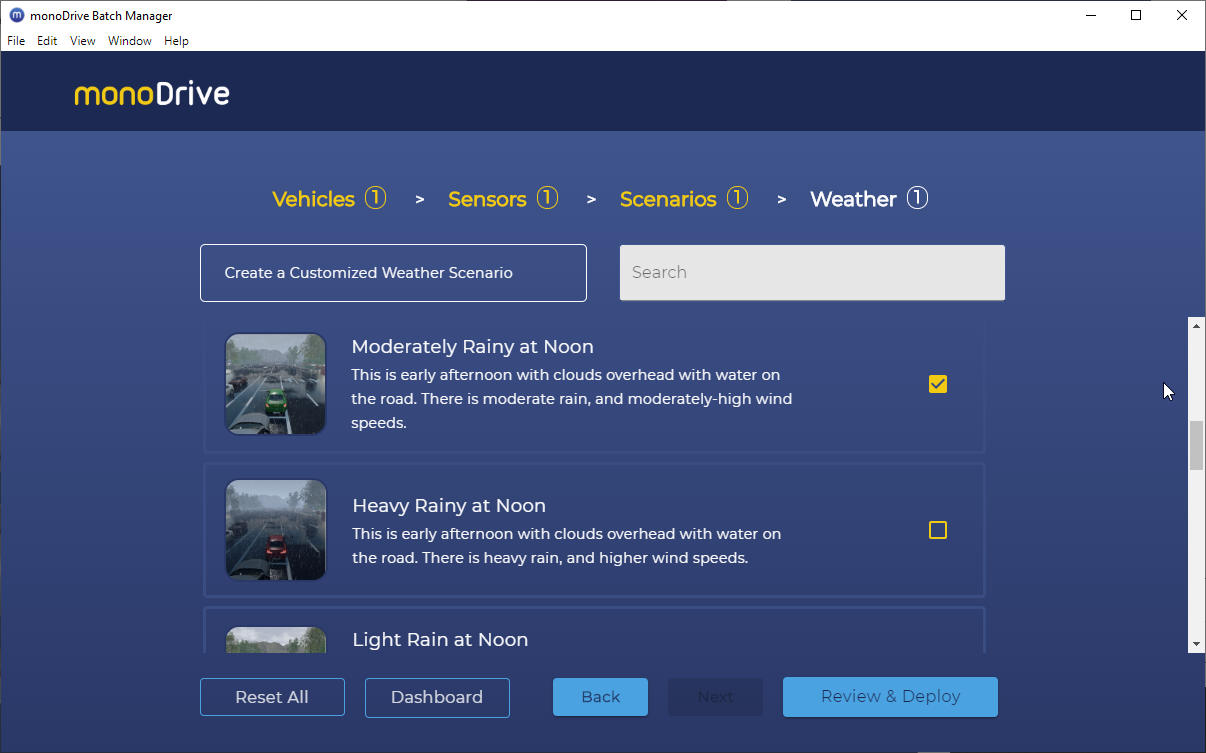 monoDrive Batch Manager
File Edit View Window Help
monoDrive
Vehicles 1 > Sensors 1 > Scenarios 1 > Weather 1
Create a Customized Weather Scenario
Search
Moderately Rainy at Noon
This is early afternoon with clouds overhead with water on
the road. There is moderate rain, and moderately-high wind
speeds.
Heavy Rainy at Noon
This is early afternoon with clouds overhead with water on
the road. There is heavy rain, and higher wind speeds.
Light Rain at Noon
Reset All Dashboard Back Next Review & Deploy